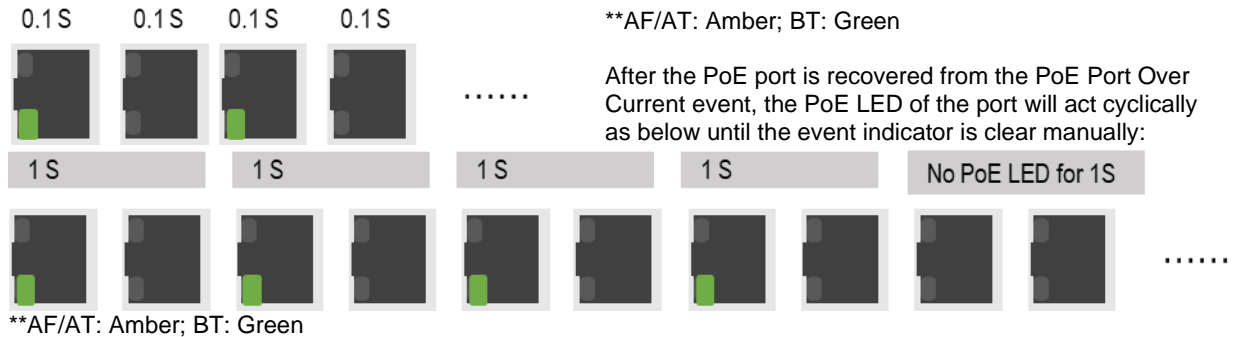 0.1 S 0.1 S 0.1 S 0.1 S
**AF/AT: Amber; BT: Green
After the PoE port is recovered from the PoE Port Over
Current event, the PoE LED of the port will act cyclically
as below until the event indicator is clear manually:
......
1 S 1 S 1 S 1 S No PoE LED for 1S
......
**AF/AT: Amber; BT: Green